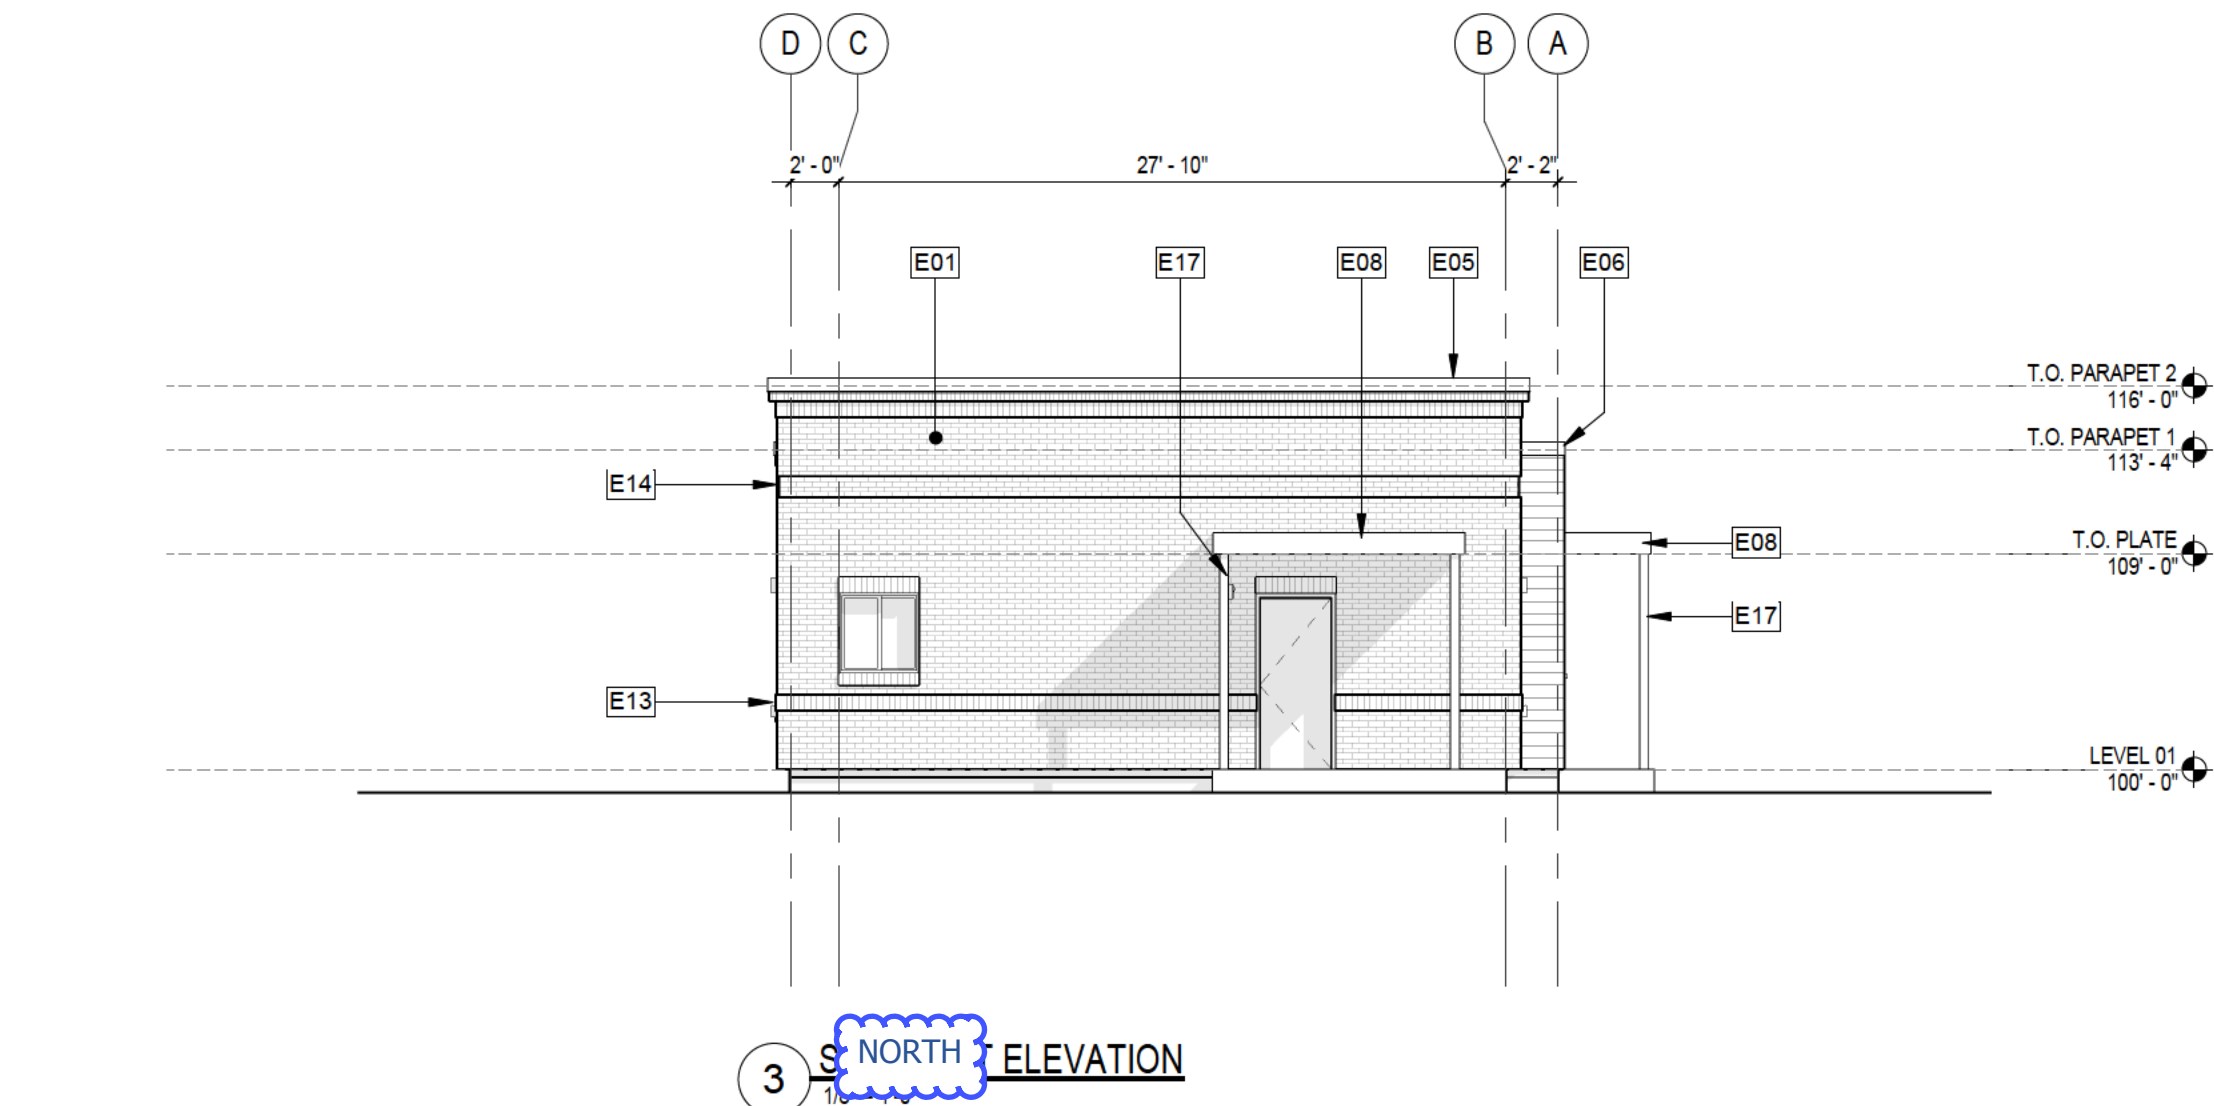 D C B A
2' - 0" 27' - 10" 2' - 2"
E01 E17 E08 E05 E06
T.O. PARAPET 2
116' - 0"
T.O. PARAPET 1
113' - 4"
E14
T.O. PLATE
109' - 0"
E08
E17
E13
LEVEL 01
100' - 0"
3 NORTH ELEVATION